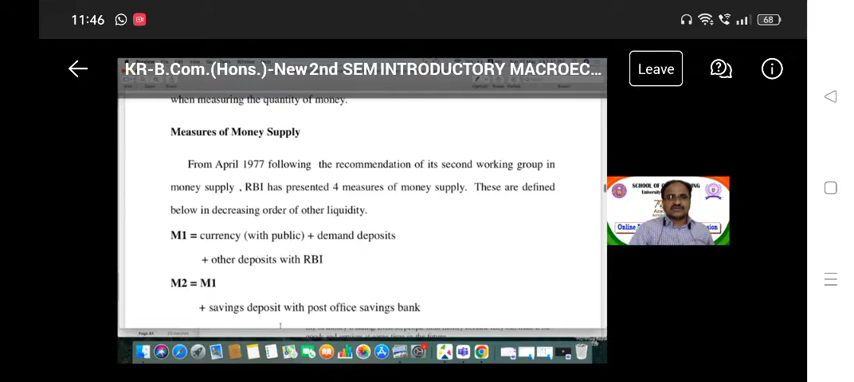 11:46
68
KR-B.Com.(Hons.)-New 2nd SEM INTRODUCTORY MACROEC...
Leave
when measuring the quantity of money.
Measures of Money Supply
From April 1977 following the recommendation of its second working group in
money supply , RBI has presented 4 measures of money supply. These are defined
below in decreasing order of other liquidity.
M1 = currency (with public) + demand deposits
+ other deposits with RBI
M2 = M1
+ savings deposit with post office savings bank
SCHOOL OF